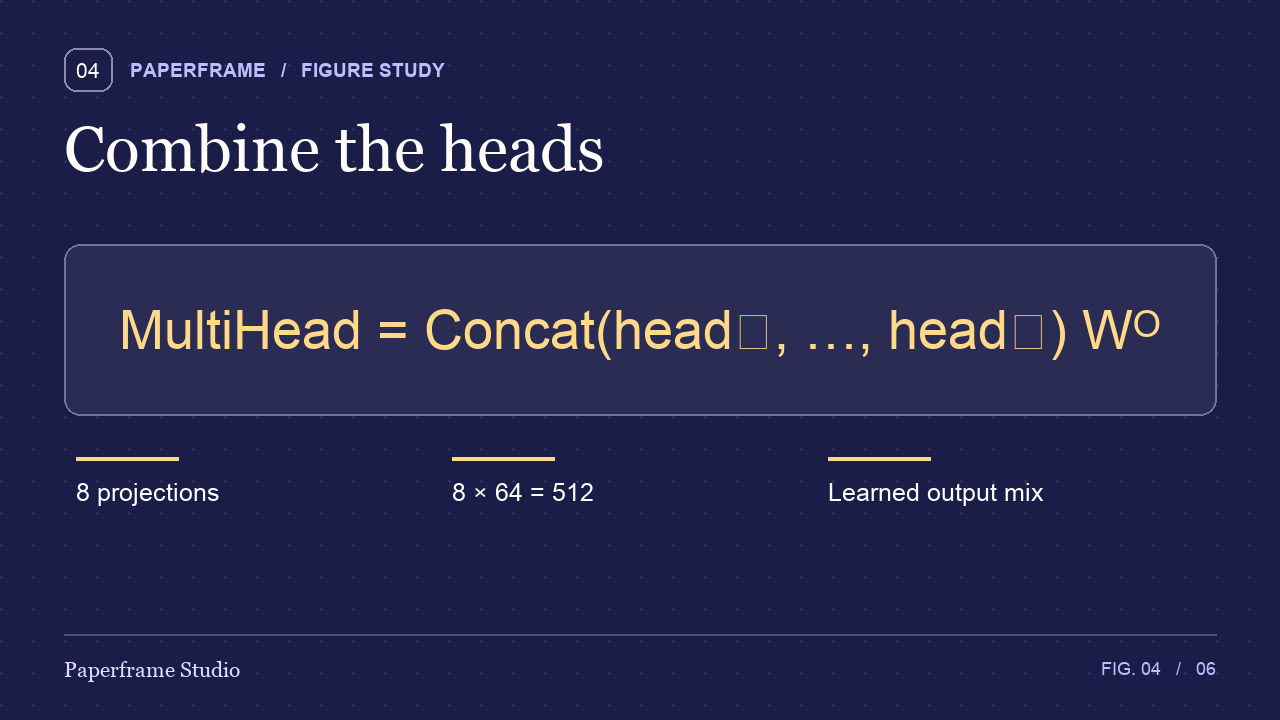 04
PAPERFRAME / FIGURE STUDY
Combine the heads
MultiHead = Concat(head□, …, head□) Wᴼ
8 projections
8 × 64 = 512
Learned output mix
Paperframe Studio
FIG. 04 / 06